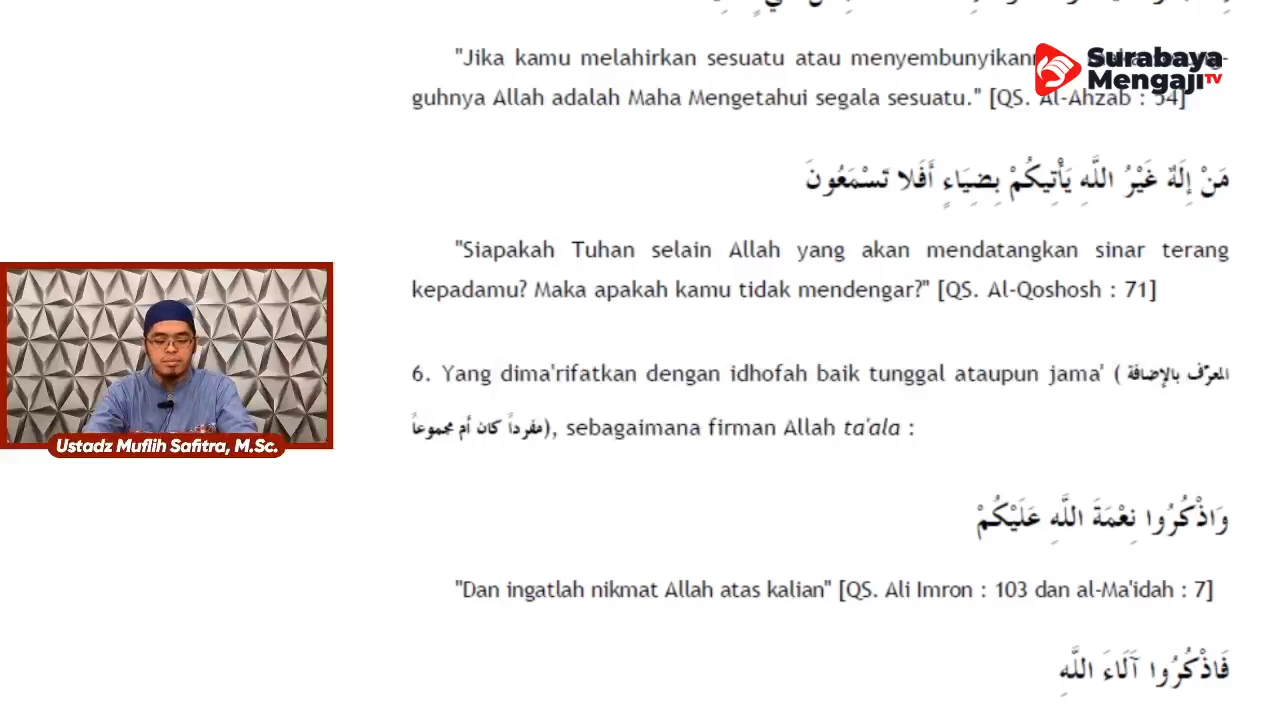 "Jika kamu melahirkan sesuatu atau menyembunyikann
guhnya Allah adalah Maha Mengetahui segala sesuatu." [QS. Al-Ahzab : 54]
Surabaya
Mengaji TV
مَنْ إِلَهٌ غَيْرُ اللَّهِ يَأْتِيكُمْ بِضِيَاءٍ أَفَلا تَسْمَعُونَ
"Siapakah Tuhan selain Allah yang akan mendatangkan sinar terang
kepadamu? Maka apakah kamu tidak mendengar?" [QS. Al-Qoshosh : 71]
6. Yang dima'rifatkan dengan idhofah baik tunggal ataupun jama' (المعرّف بالإضافة
مفرداً كان أم مجموعاً), sebagaimana firman Allah ta'ala :
وَاذْكُرُوا نِعْمَةَ اللَّهِ عَلَيْكُمْ
"Dan ingatlah nikmat Allah atas kalian" [QS. Ali Imron : 103 dan al-Ma'idah : 7]
فَاذْكُرُوا آَلَاءَ اللَّهِ
Ustadz Muflih Safitra, M.Sc.